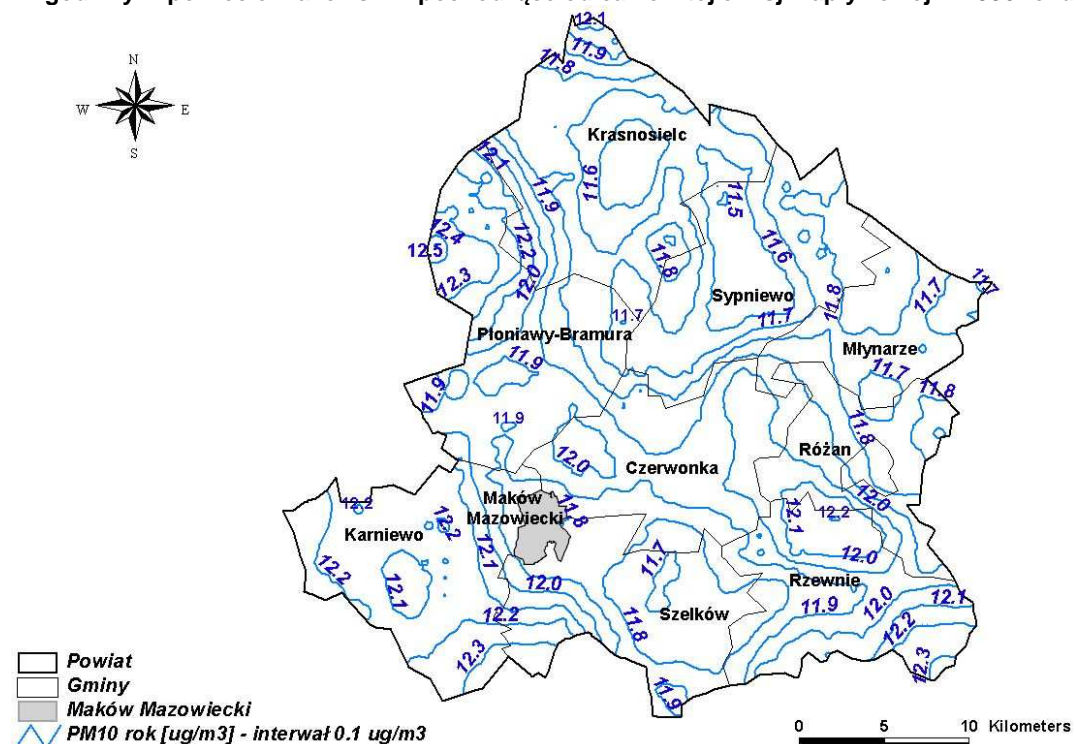 12.1
11.9
11.8
N
W E
S
Krasnosielc
12.1
11.9
11.6
11.5
12.4
12.5
12.2
12.3
12.0
11.8
11.6
11.7
Sypniewo
11.7
11.8
11.7
11.7
Płoniawy-Bramura
Młynarze
11.9
11.7
11.8
11.9
11.9
11.8
12.0
Czerwonka
Różan
12.0
Maków
Mazowiecki
11.8
12.2
12.2
Karniewo
12.1
12.2
12.1
12.0
12.2
12.1
12.0
11.7
Rzewnie
11.9
12.0
12.1
Szelków
12.2
11.8
12.2
12.3
12.3
11.9
Powiat
Gminy
Maków Mazowiecki
PM10 rok [ug/m3] - interwał 0.1 ug/m3
0 5 10 Kilometers